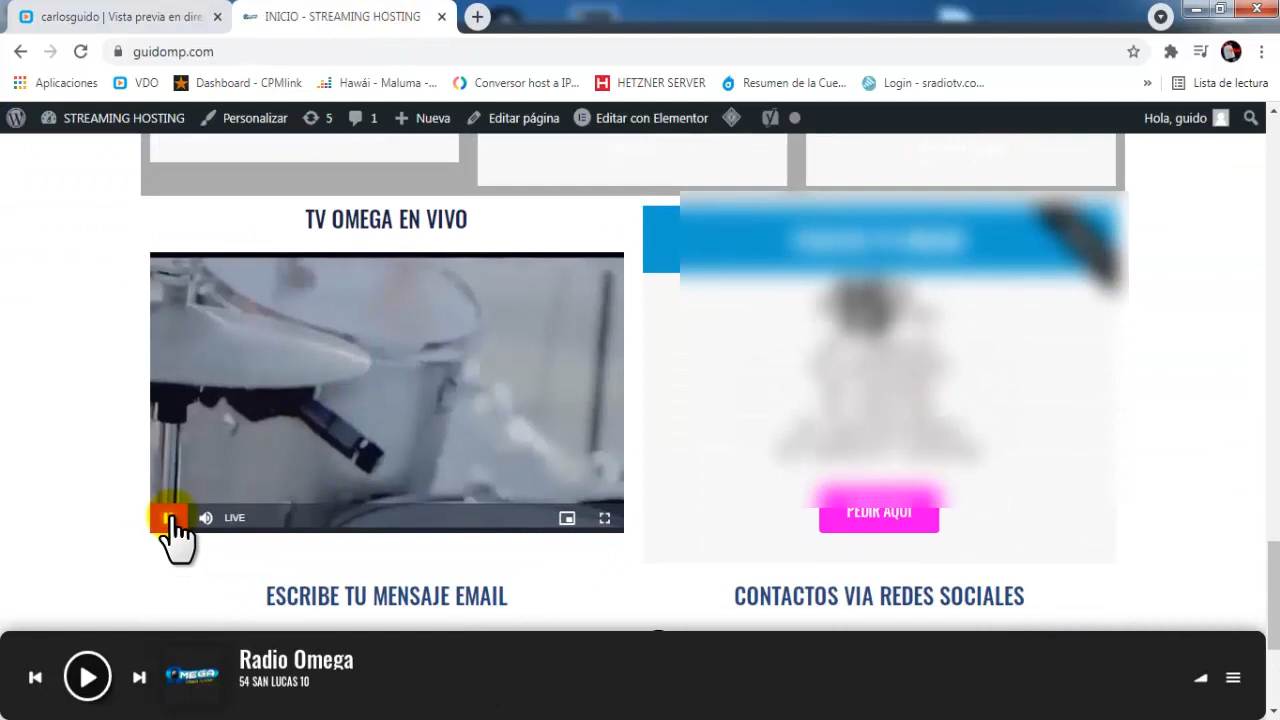 carlosguido | Vista previa en dire
INICIO - STREAMING HOSTING
guidomp.com
Aplicaciones
VDO
Dashboard - CPMlink
Hawái - Maluma -...
Conversor host a IP...
HETZNER SERVER
Resumen de la Cue...
Login - sradiotv.co...
»
Lista de lectura
STREAMING HOSTING
Personalizar
5
1
Nueva
Editar página
Editar con Elementor
Hola, guido
TV OMEGA EN VIVO
LIVE
PEDIR AQUI
ESCRIBE TU MENSAJE EMAIL
CONTACTOS VIA REDES SOCIALES
OMEGA
Radio Omega
54 SAN LUCAS 10